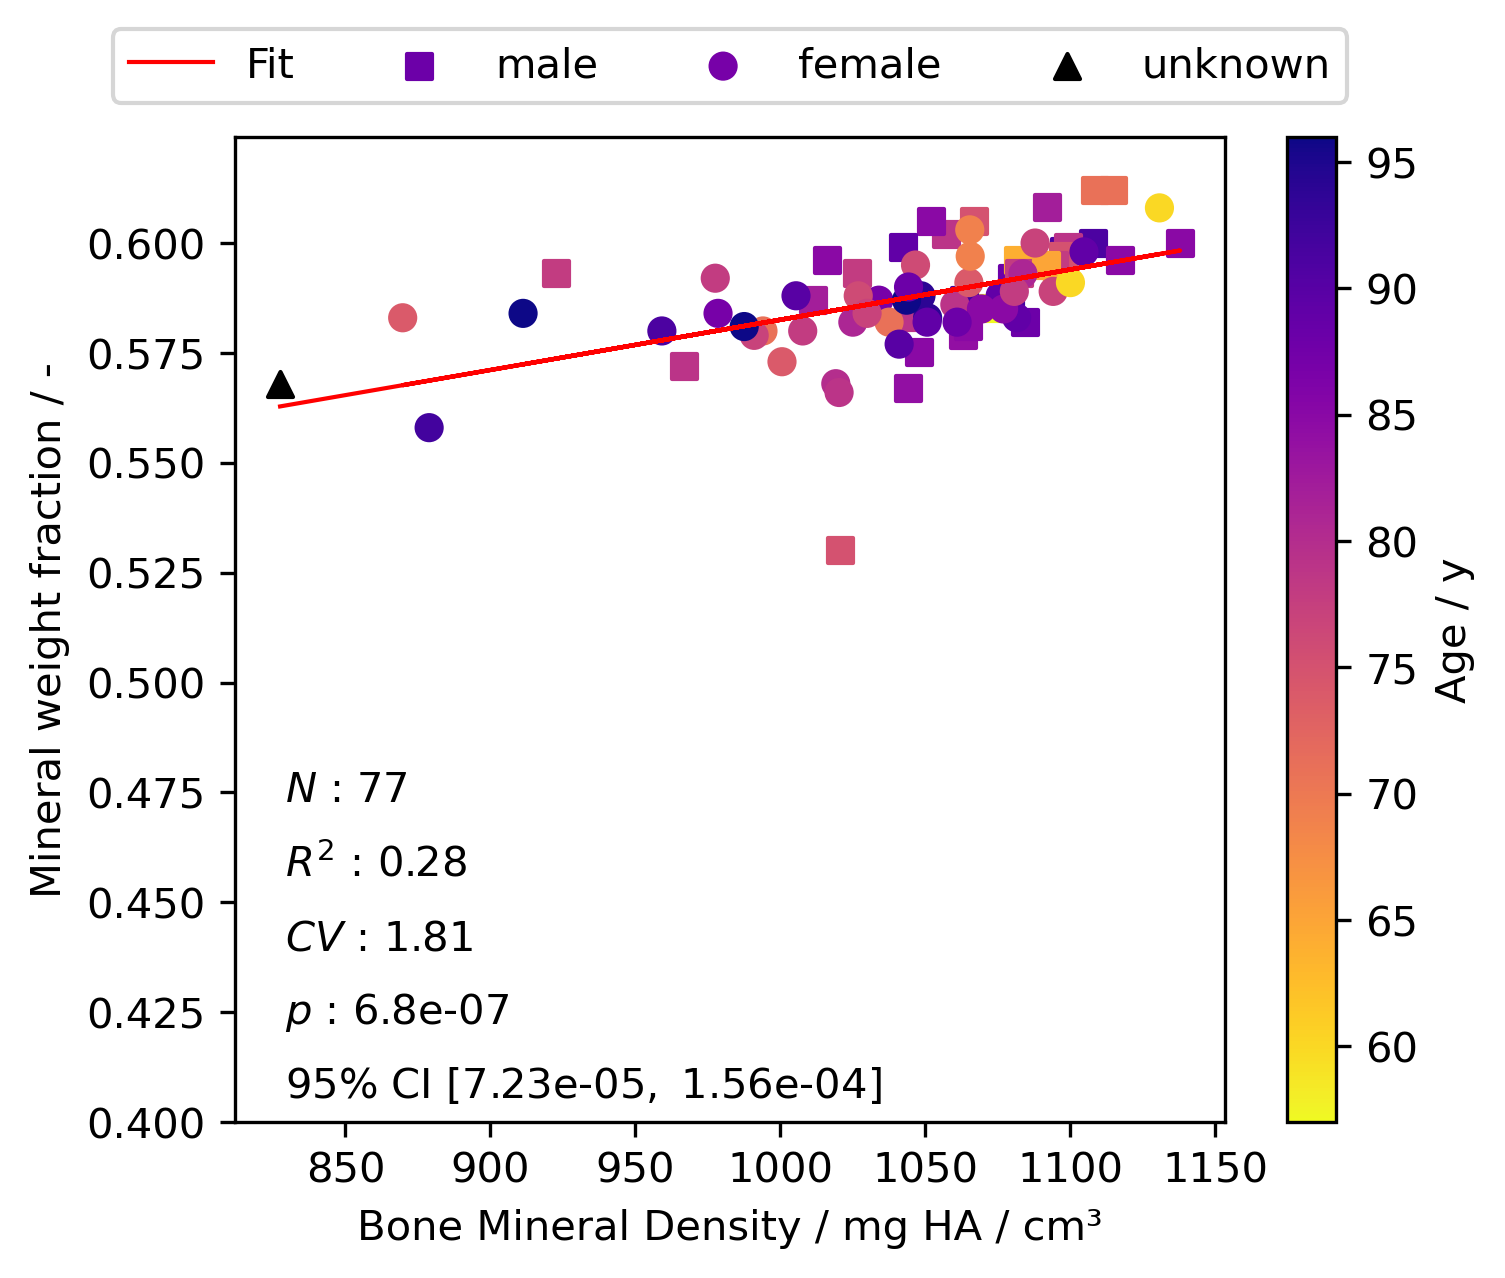 Fit male female unknown
0.600
0.575
0.550
0.525
0.500
0.475
0.450
0.425
0.400
Mineral weight fraction / -
N : 77
R² : 0.28
CV : 1.81
p : 6.8e-07
95% CI [7.23e-05, 1.56e-04]
850 900 950 1000 1050 1100 1150
Bone Mineral Density / mg HA / cm³
95
90
85
80
75
70
65
60
Age / y